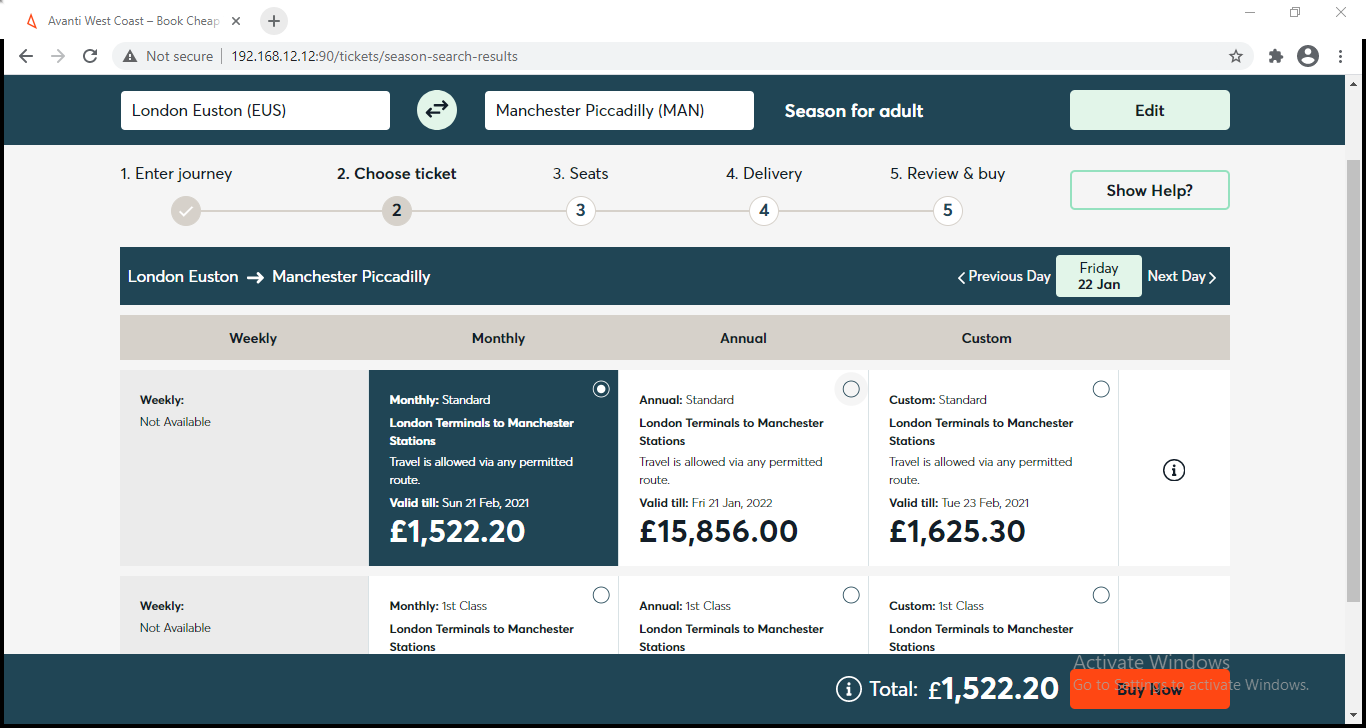 Avanti West Coast – Book Cheap
Not secure
192.168.12.12:90/tickets/season-search-results
London Euston (EUS)
Manchester Piccadilly (MAN)
Season for adult
Edit
1. Enter journey
2. Choose ticket
3. Seats
4. Delivery
5. Review & buy
Show Help?
2
3
4
5
London Euston → Manchester Piccadilly
Previous Day
Friday
22 Jan
Next Day
Weekly
Monthly
Annual
Custom
Weekly:
Not Available
Monthly: Standard
London Terminals to Manchester
Stations
Travel is allowed via any permitted
route.
Valid till: Sun 21 Feb, 2021
£1,522.20
Annual: Standard
London Terminals to Manchester
Stations
Travel is allowed via any permitted
route.
Valid till: Fri 21 Jan, 2022
£15,856.00
Custom: Standard
London Terminals to Manchester
Stations
Travel is allowed via any permitted
route.
Valid till: Tue 23 Feb, 2021
£1,625.30
Weekly:
Not Available
Monthly: 1st Class
London Terminals to Manchester
Stations
Annual: 1st Class
London Terminals to Manchester
Stations
Custom: 1st Class
London Terminals to Manchester
Stations
Total: £1,522.20
Buy Now
Activate Windows
Go to Settings to activate Windows.